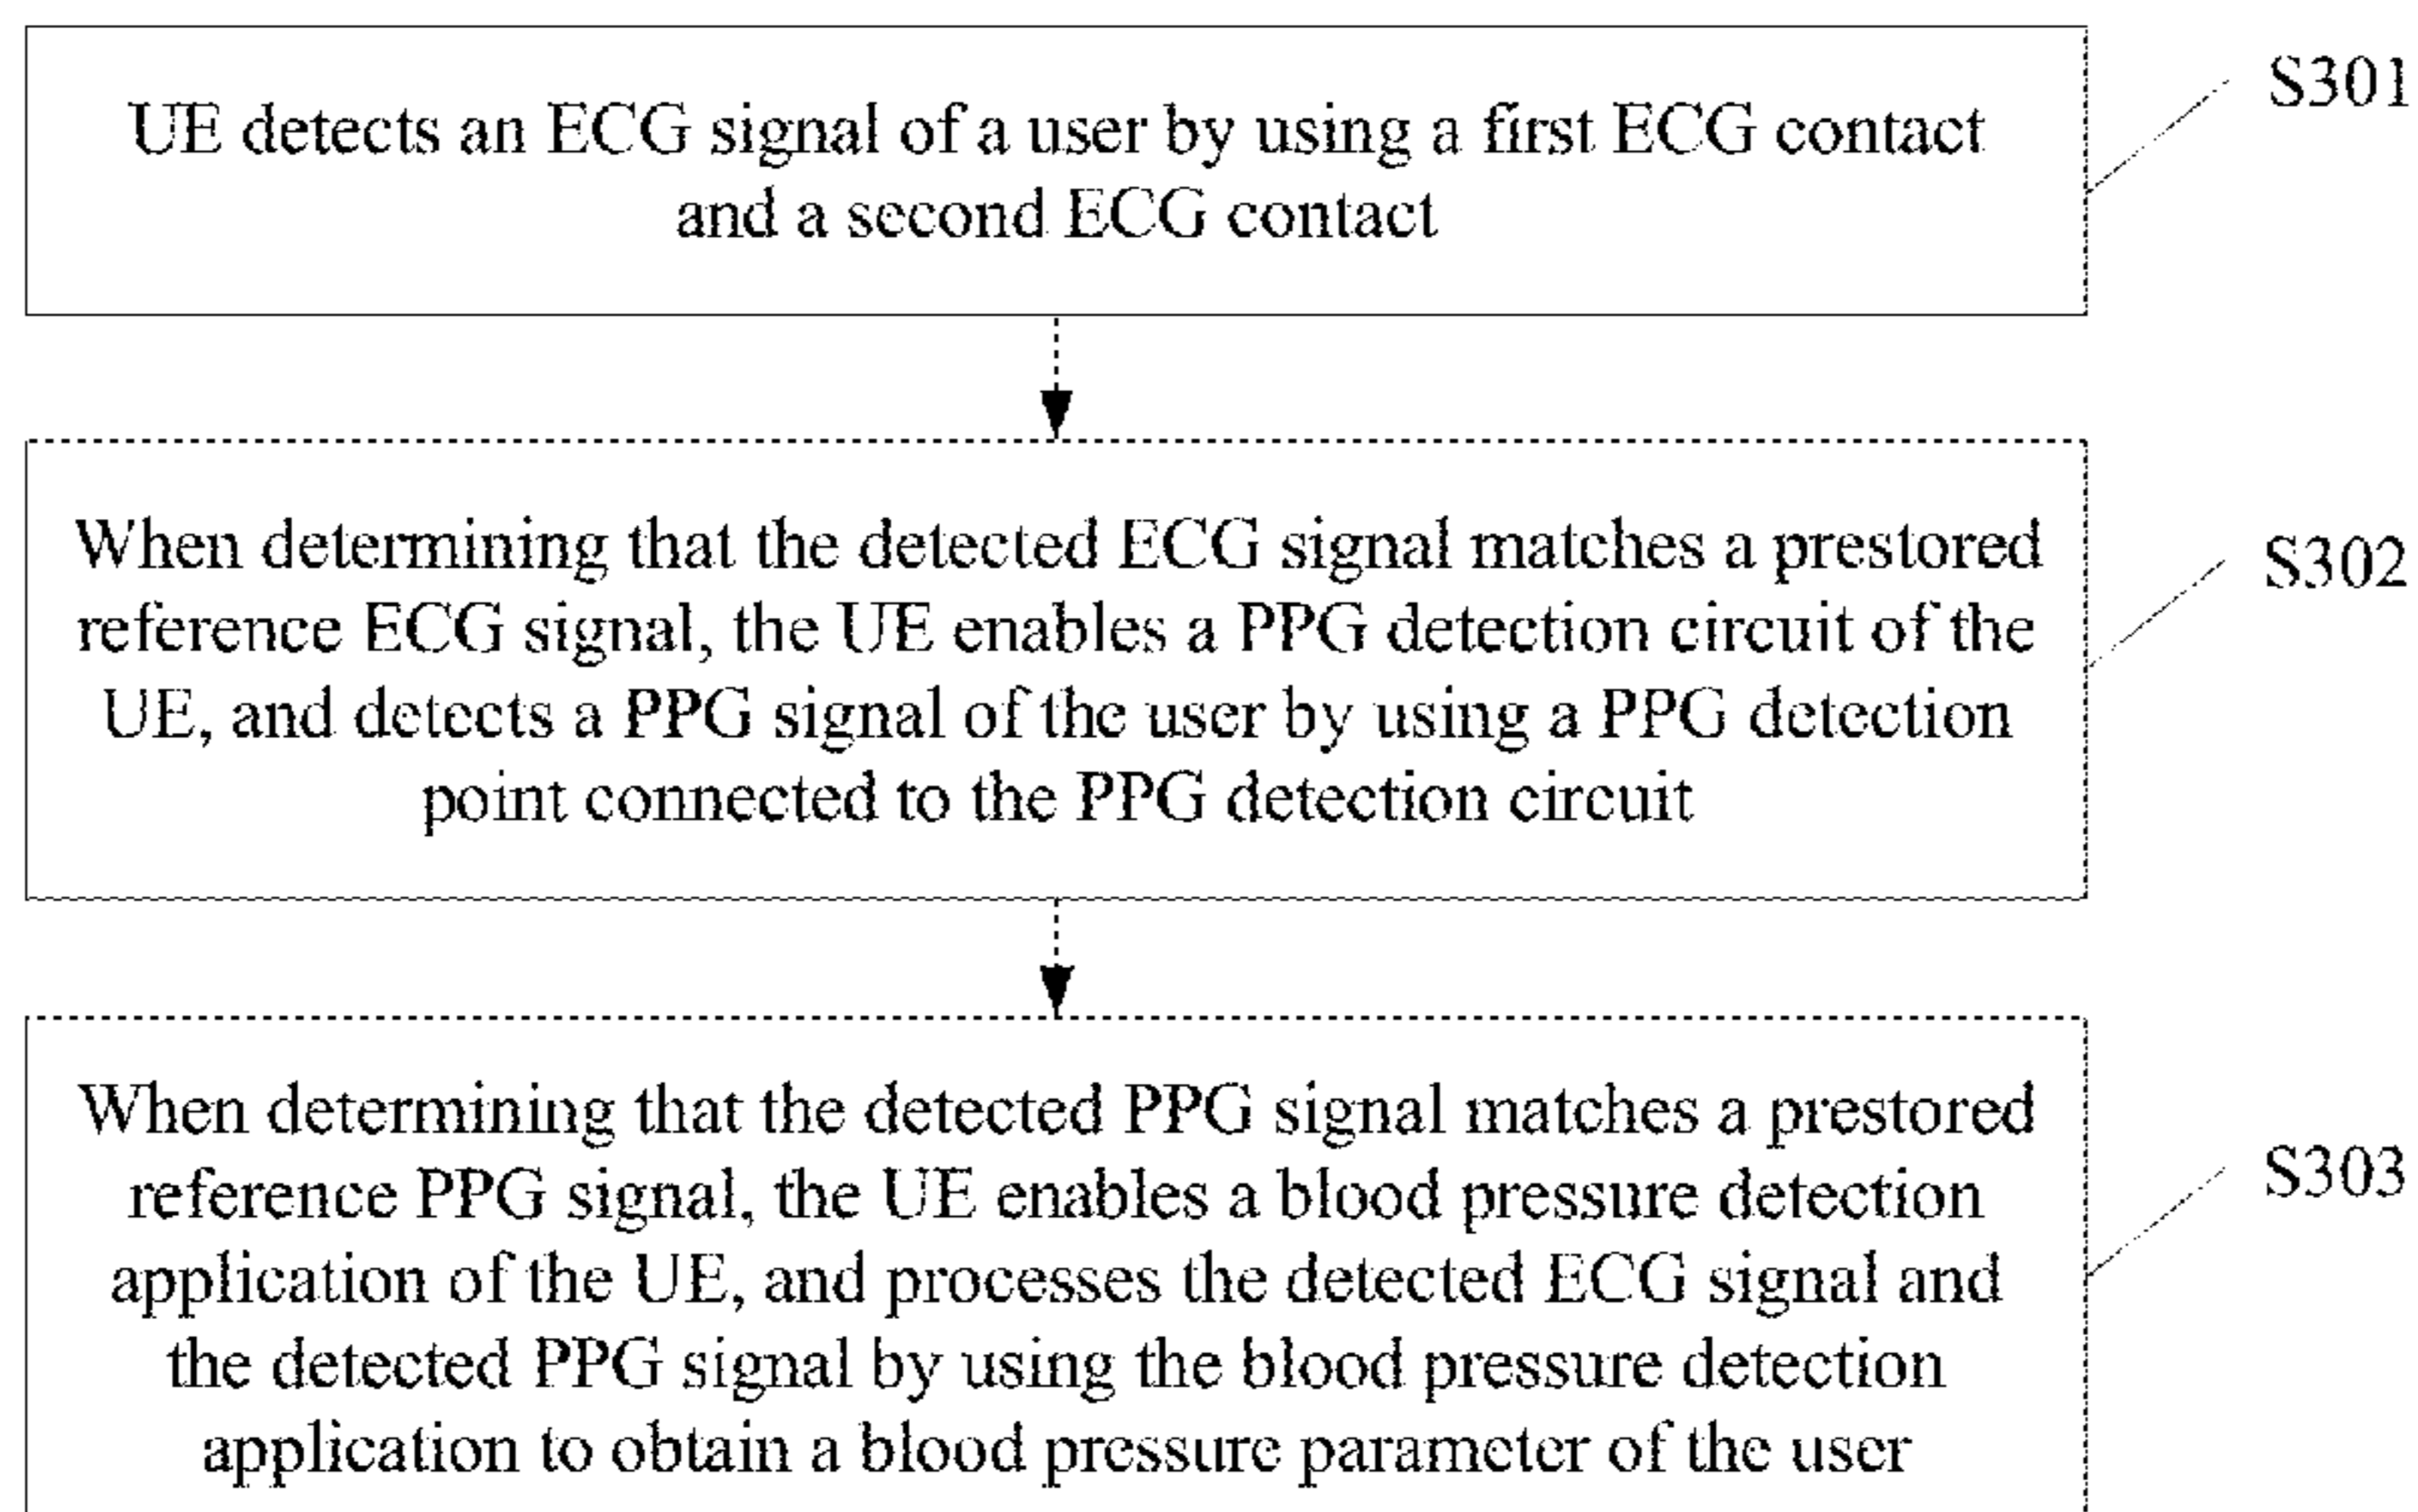 UE detects an ECG signal of a user by using a first ECG contact
and a second ECG contact
S301
When determining that the detected ECG signal matches a prestored
reference ECG signal, the UE enables a PPG detection circuit of the
UE, and detects a PPG signal of the user by using a PPG detection
point connected to the PPG detection circuit
S302
When determining that the detected PPG signal matches a prestored
reference PPG signal, the UE enables a blood pressure detection
application of the UE, and processes the detected ECG signal and
the detected PPG signal by using the blood pressure detection
application to obtain a blood pressure parameter of the user
S303